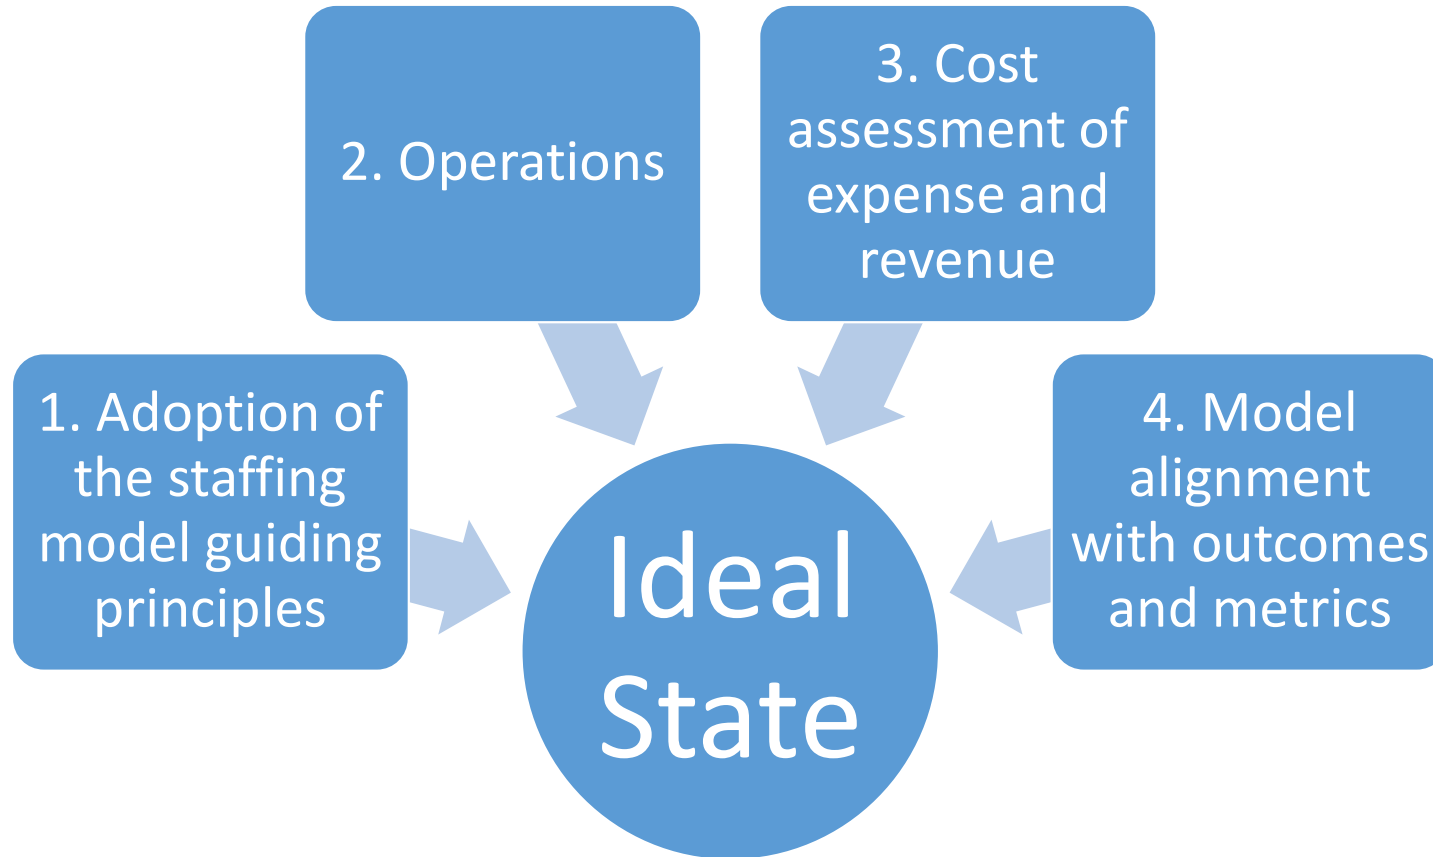 1. Adoption of
the staffing
model guiding
principles
2. Operations
3. Cost
assessment of
expense and
revenue
4. Model
alignment
with outcomes
and metrics
Ideal
State